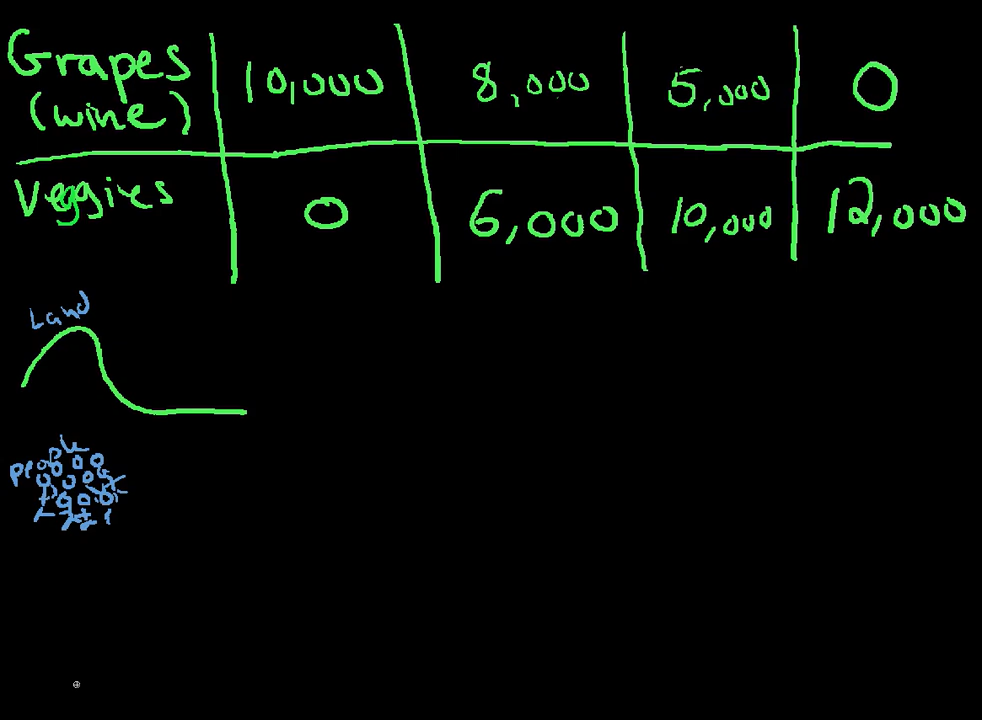 Grapes 10,000 8,000 5,000 0
(wine)
Veggies 0 6,000 10,000 12,000
Land
people